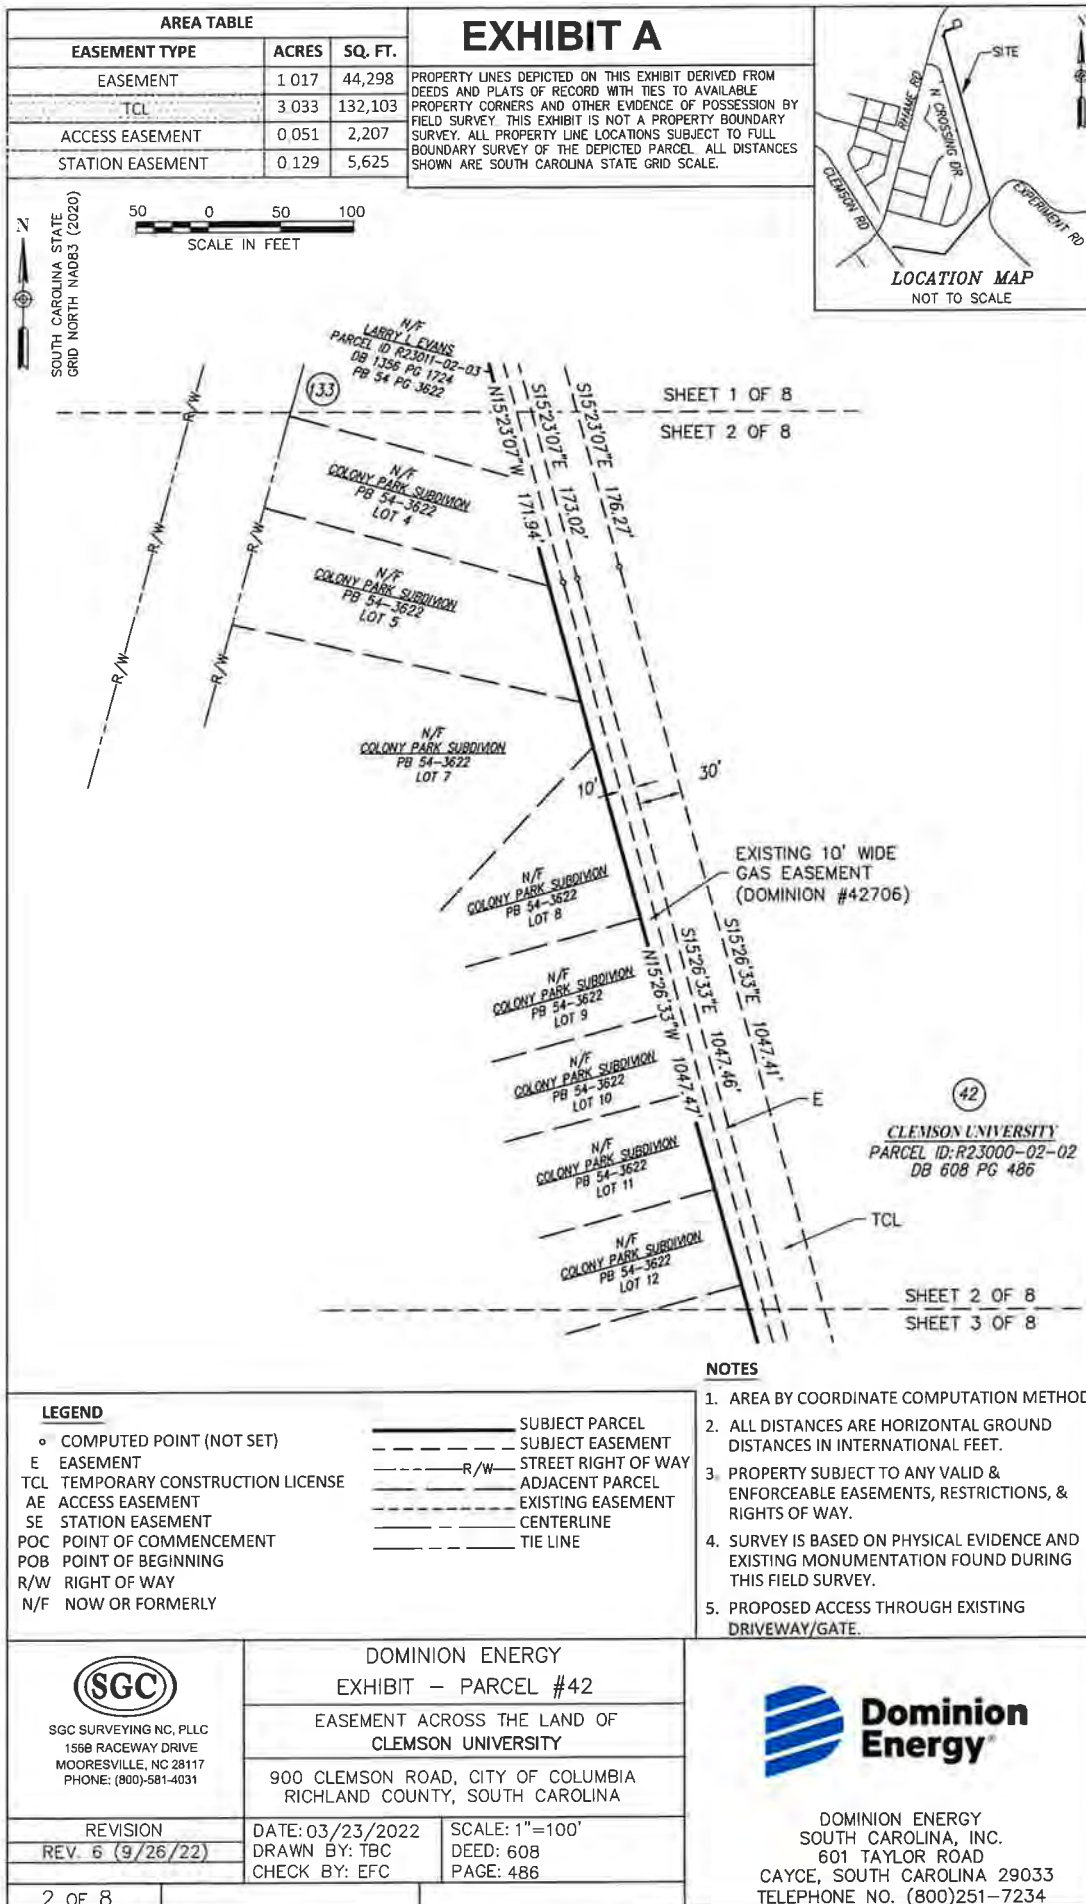 AREA TABLE
EASEMENT TYPE ACRES SQ. FT.
EASEMENT 1.017 44,298
TCL 3.033 132,103
ACCESS EASEMENT 0.051 2,207
STATION EASEMENT 0.129 5,625
EXHIBIT A
PROPERTY LINES DEPICTED ON THIS EXHIBIT DERIVED FROM
DEEDS AND PLATS OF RECORD WITH TIES TO AVAILABLE
PROPERTY CORNERS AND OTHER EVIDENCE OF POSSESSION BY
FIELD SURVEY. THIS EXHIBIT IS NOT A PROPERTY BOUNDARY
SURVEY. ALL PROPERTY LINE LOCATIONS SUBJECT TO FULL
BOUNDARY SURVEY OF THE DEPICTED PARCEL. ALL DISTANCES
SHOWN ARE SOUTH CAROLINA STATE GRID SCALE.
N
SITE
RHAME RD
N CROSSING DR
CLEMSON RD
EXPERIMENT RD
LOCATION MAP
NOT TO SCALE
N
SOUTH CAROLINA STATE
GRID NORTH NAD83 (2020)
50 0 50 100
SCALE IN FEET
N/F
LARRY L EVANS
PARCEL ID R23011-02-03
DB 1356 PG 1724
PB 54 PG 3622
133
R/W
R/W
R/W
R/W
R/W
N15°23'07"W 171.94'
S15°23'07"E 173.02'
S15°23'07"E 176.27'
SHEET 1 OF 8
SHEET 2 OF 8
N/F
COLONY PARK SUBDIVION
PB 54-3622
LOT 4
N/F
COLONY PARK SUBDIVION
PB 54-3622
LOT 5
N/F
COLONY PARK SUBDIVION
PB 54-3622
LOT 7
10'
30'
EXISTING 10' WIDE
GAS EASEMENT
(DOMINION #42706)
N/F
COLONY PARK SUBDIVION
PB 54-3622
LOT 8
N/F
COLONY PARK SUBDIVION
PB 54-3622
LOT 9
N15°26'33"W 1047.47'
S15°26'33"E 1047.46'
S15°26'33"E 1047.41'
N/F
COLONY PARK SUBDIVION
PB 54-3622
LOT 10
E
42
CLEMSON UNIVERSITY
PARCEL ID:R23000-02-02
DB 608 PG 486
N/F
COLONY PARK SUBDIVION
PB 54-3622
LOT 11
TCL
N/F
COLONY PARK SUBDIVION
PB 54-3622
LOT 12
SHEET 2 OF 8
SHEET 3 OF 8
LEGEND
COMPUTED POINT (NOT SET)
E EASEMENT
TCL TEMPORARY CONSTRUCTION LICENSE
AE ACCESS EASEMENT
SE STATION EASEMENT
POC POINT OF COMMENCEMENT
POB POINT OF BEGINNING
R/W RIGHT OF WAY
N/F NOW OR FORMERLY
SUBJECT PARCEL
SUBJECT EASEMENT
R/W STREET RIGHT OF WAY
ADJACENT PARCEL
EXISTING EASEMENT
CENTERLINE
TIE LINE
NOTES
1. AREA BY COORDINATE COMPUTATION METHOD
2. ALL DISTANCES ARE HORIZONTAL GROUND
DISTANCES IN INTERNATIONAL FEET.
3. PROPERTY SUBJECT TO ANY VALID &
ENFORCEABLE EASEMENTS, RESTRICTIONS, &
RIGHTS OF WAY.
4. SURVEY IS BASED ON PHYSICAL EVIDENCE AND
EXISTING MONUMENTATION FOUND DURING
THIS FIELD SURVEY.
5. PROPOSED ACCESS THROUGH EXISTING
DRIVEWAY/GATE.
SGC
SGC SURVEYING NC, PLLC
156B RACEWAY DRIVE
MOORESVILLE, NC 28117
PHONE: (800)-581-4031
DOMINION ENERGY
EXHIBIT - PARCEL #42
EASEMENT ACROSS THE LAND OF
CLEMSON UNIVERSITY
900 CLEMSON ROAD, CITY OF COLUMBIA
RICHLAND COUNTY, SOUTH CAROLINA
REVISION
REV. 6 (9/26/22)
DATE: 03/23/2022
DRAWN BY: TBC
CHECK BY: EFC
SCALE: 1"=100'
DEED: 608
PAGE: 486
2 OF 8
Dominion
Energy
DOMINION ENERGY
SOUTH CAROLINA, INC.
601 TAYLOR ROAD
CAYCE, SOUTH CAROLINA 29033
TELEPHONE NO. (800)251-7234